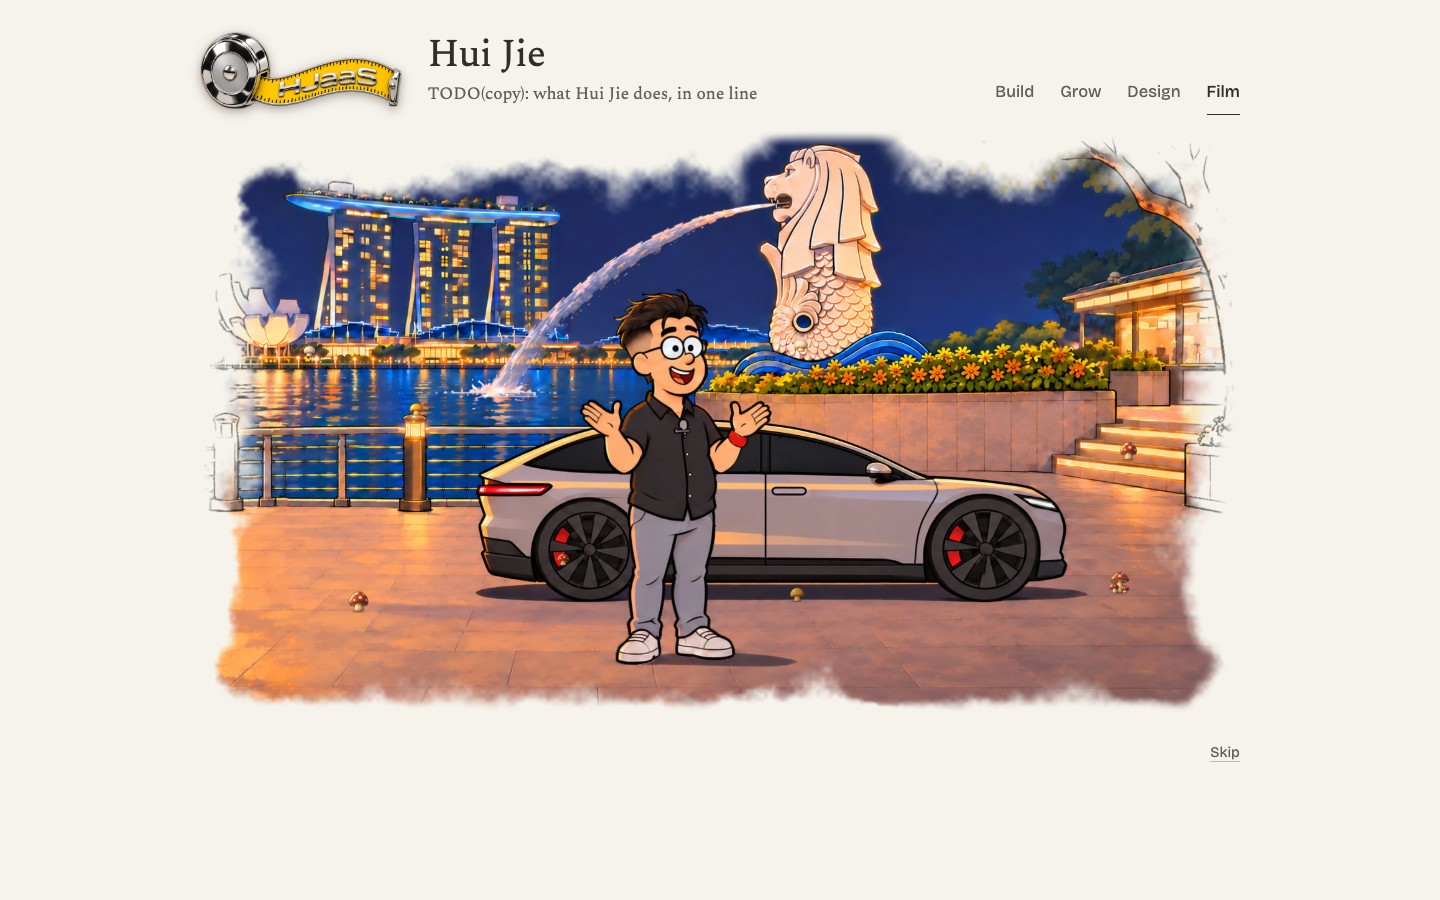 HJaaS
Hui Jie
TODO(copy): what Hui Jie does, in one line
Build Grow Design Film
Skip